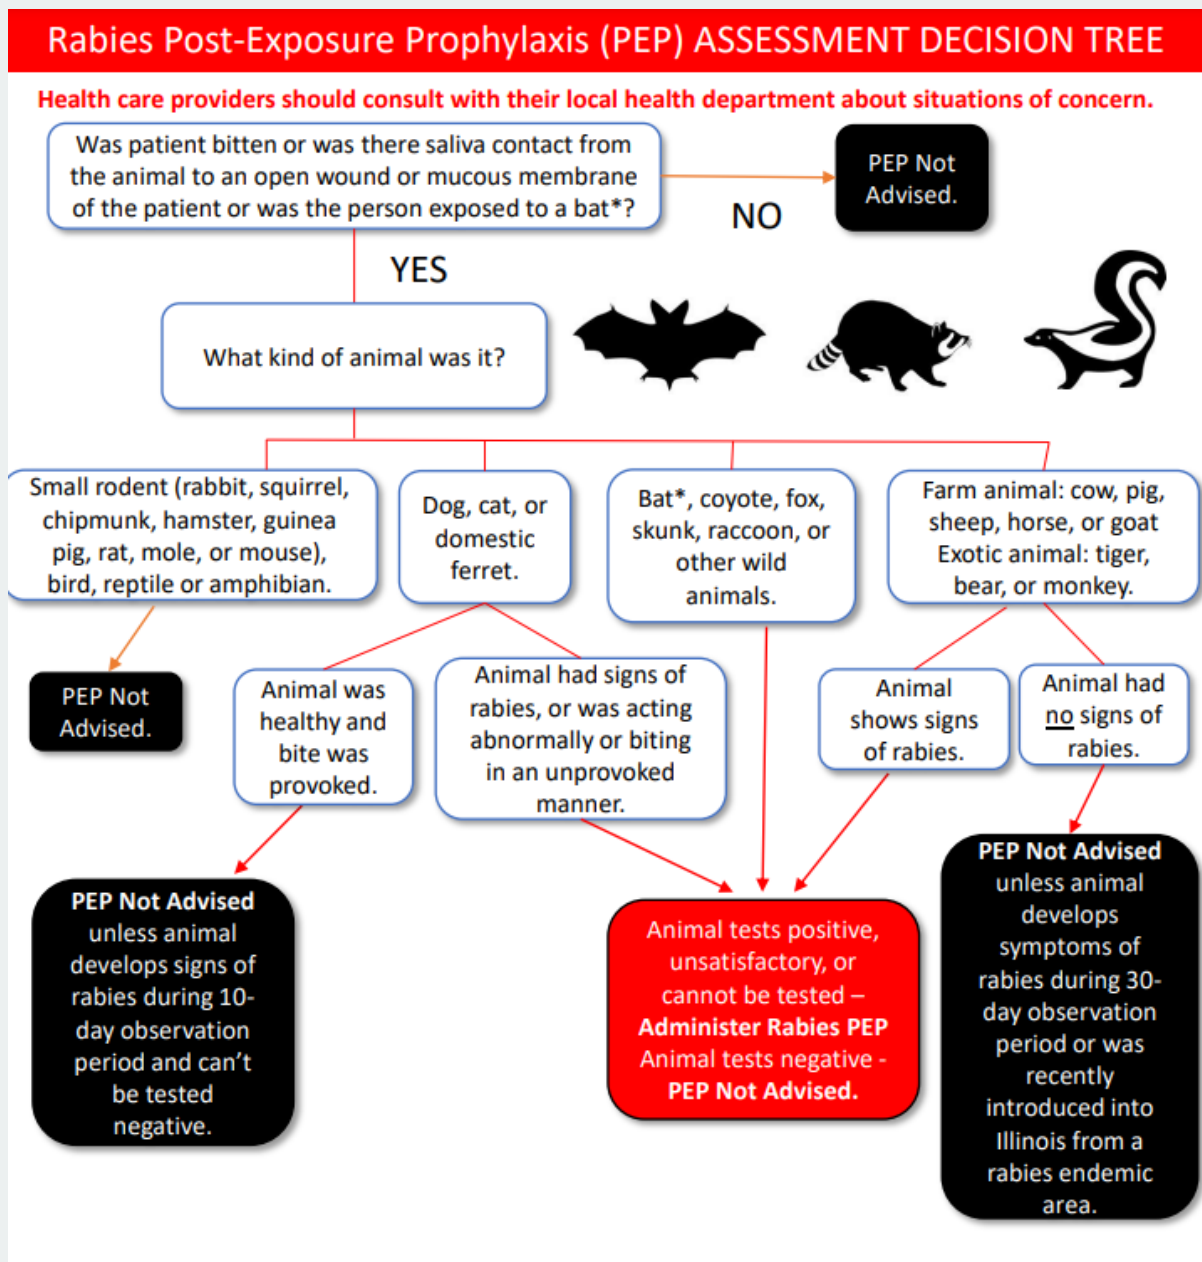 Rabies Post-Exposure Prophylaxis (PEP) ASSESSMENT DECISION TREE
Health care providers should consult with their local health department about situations of concern.
Was patient bitten or was there saliva contact from
the animal to an open wound or mucous membrane
of the patient or was the person exposed to a bat*?
PEP Not
Advised.
NO
YES
What kind of animal was it?
Small rodent (rabbit, squirrel,
chipmunk, hamster, guinea
pig, rat, mole, or mouse),
bird, reptile or amphibian.
Dog, cat, or
domestic
ferret.
Bat*, coyote, fox,
skunk, raccoon, or
other wild
animals.
Farm animal: cow, pig,
sheep, horse, or goat
Exotic animal: tiger,
bear, or monkey.
PEP Not
Advised.
Animal was
healthy and
bite was
provoked.
Animal had signs of
rabies, or was acting
abnormally or biting
in an unprovoked
manner.
Animal
shows signs
of rabies.
Animal had
no signs of
rabies.
PEP Not Advised
unless animal
develops signs of
rabies during 10-
day observation
period and can’t
be tested
negative.
Animal tests positive,
unsatisfactory, or
cannot be tested –
Administer Rabies PEP
Animal tests negative -
PEP Not Advised.
PEP Not Advised
unless animal
develops
symptoms of
rabies during 30-
day observation
period or was
recently
introduced into
Illinois from a
rabies endemic
area.